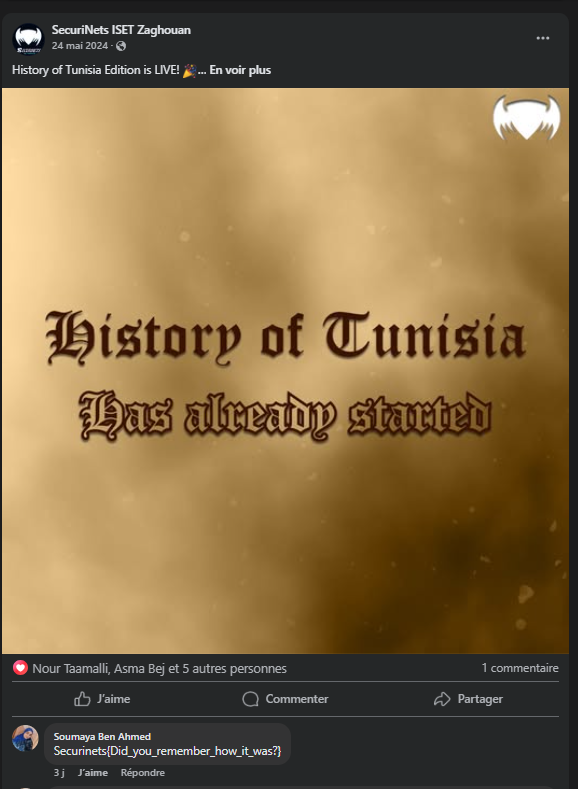 SecuriNets ISET Zaghouan
24 mai 2024 ·
History of Tunisia Edition is LIVE! 🎉... En voir plus
History of Tunisia
Has already started
Nour Taamalli, Asma Bej et 5 autres personnes
1 commentaire
J'aime
Commenter
Partager
Soumaya Ben Ahmed
Securinets{Did_you_remember_how_it_was?}
3 j J'aime Répondre